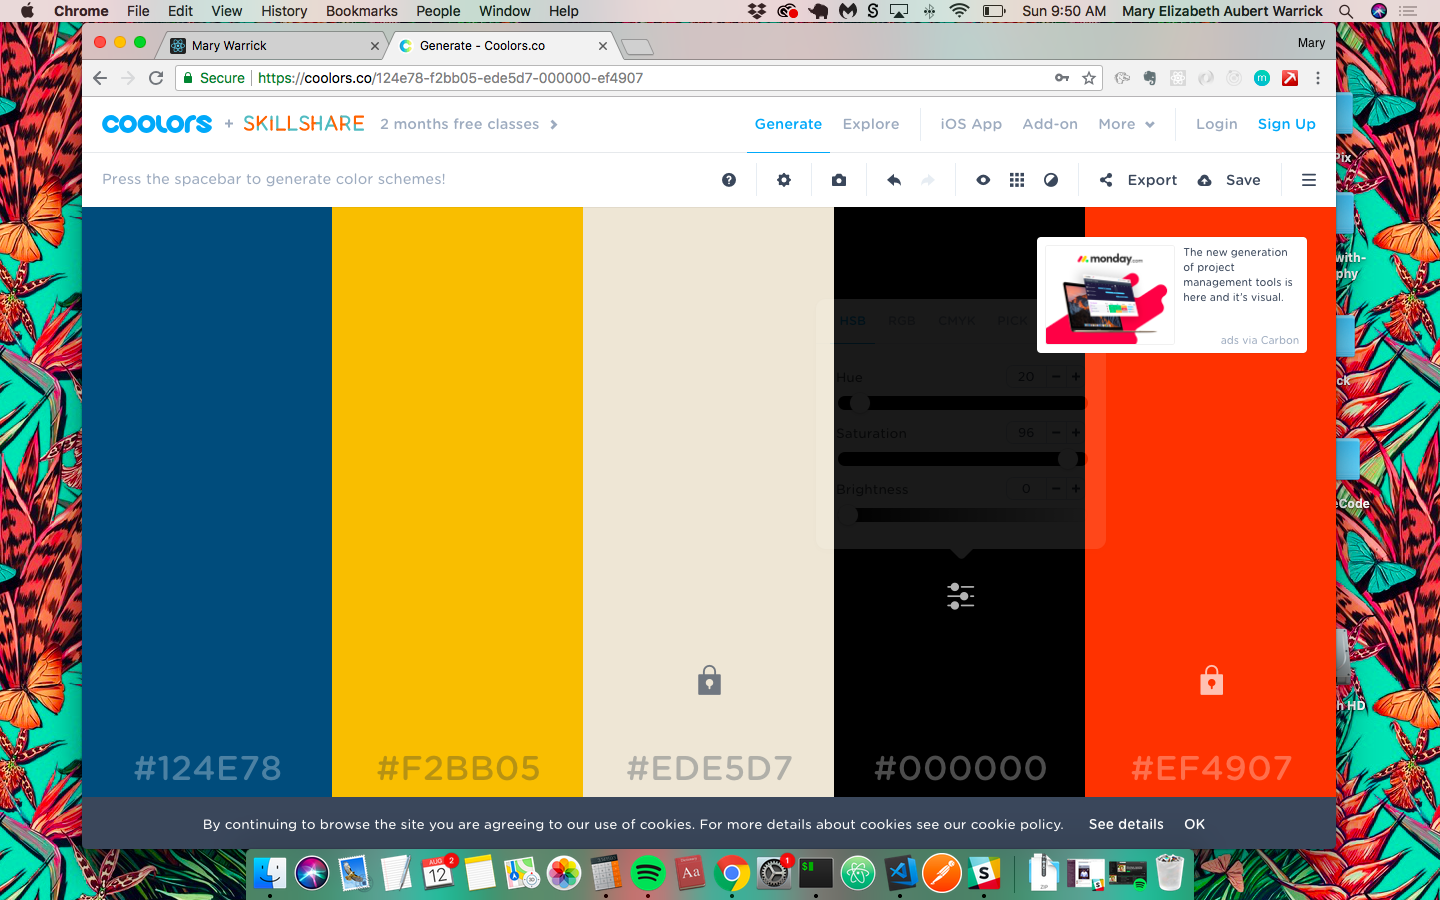 Chrome File Edit View History Bookmarks People Window Help Sun 9:50 AM Mary Elizabeth Aubert Warrick
Mary Warrick Generate - Coolors.co Mary
Secure https://coolors.co/124e78-f2bb05-ede5d7-000000-ef4907
coolors + SKILLSHARE 2 months free classes Generate Explore iOS App Add-on More Login Sign Up
Press the spacebar to generate color schemes! Export Save
monday.com
The new generation
of project
management tools is
here and it's visual.
ads via Carbon
HSB RGB CMYK PICK
Hue 20
Saturation 96
Brightness 0
Pix
with-
phy
ck
eCode
h HD
#124E78 #F2BB05 #EDE5D7 #000000 #EF4907
By continuing to browse the site you are agreeing to our use of cookies. For more details about cookies see our cookie policy. See details OK
AUG 2
12
Aa
1
$
S
ZIP